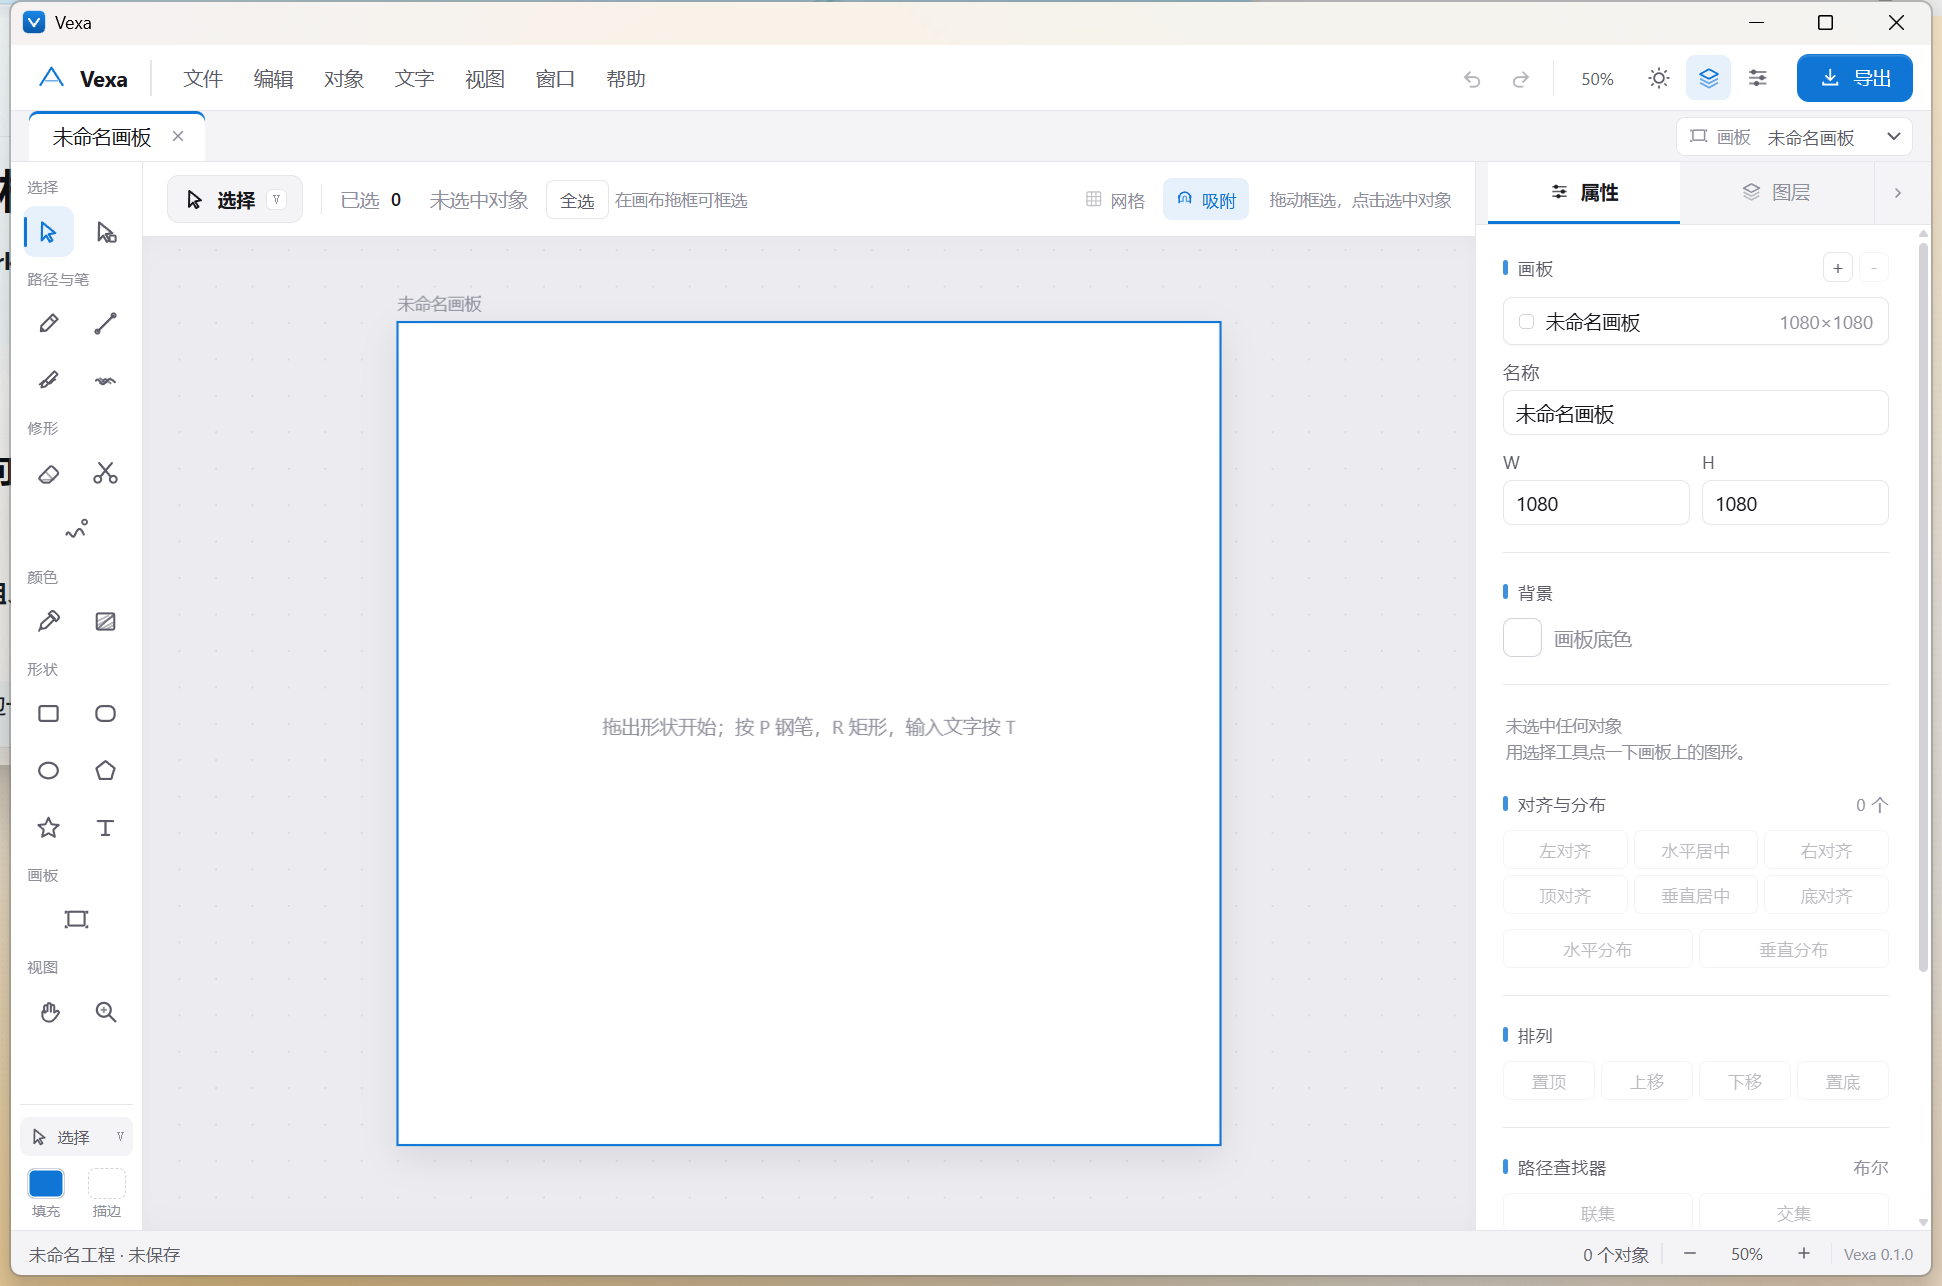 Vexa
Vexa 文件 编辑 对象 文字 视图 窗口 帮助 50% 导出
未命名画板 画板 未命名画板
选择 V 已选 0 未选中对象 全选 在画布拖框可框选 网格 吸附 拖动框选，点击选中对象
属性 图层
选择
路径与笔
修形
颜色
形状
画板
视图
选择 V
填充 描边
未命名画板
拖出形状开始；按 P 钢笔，R 矩形，输入文字按 T
画板 + -
未命名画板 1080×1080
名称
未命名画板
W H
1080 1080
背景
画板底色
未选中任何对象
用选择工具点一下画板上的图形。
对齐与分布 0 个
左对齐 水平居中 右对齐
顶对齐 垂直居中 底对齐
水平分布 垂直分布
排列
置顶 上移 下移 置底
路径查找器 布尔
联集 交集
未命名工程 · 未保存 0 个对象 − 50% + Vexa 0.1.0